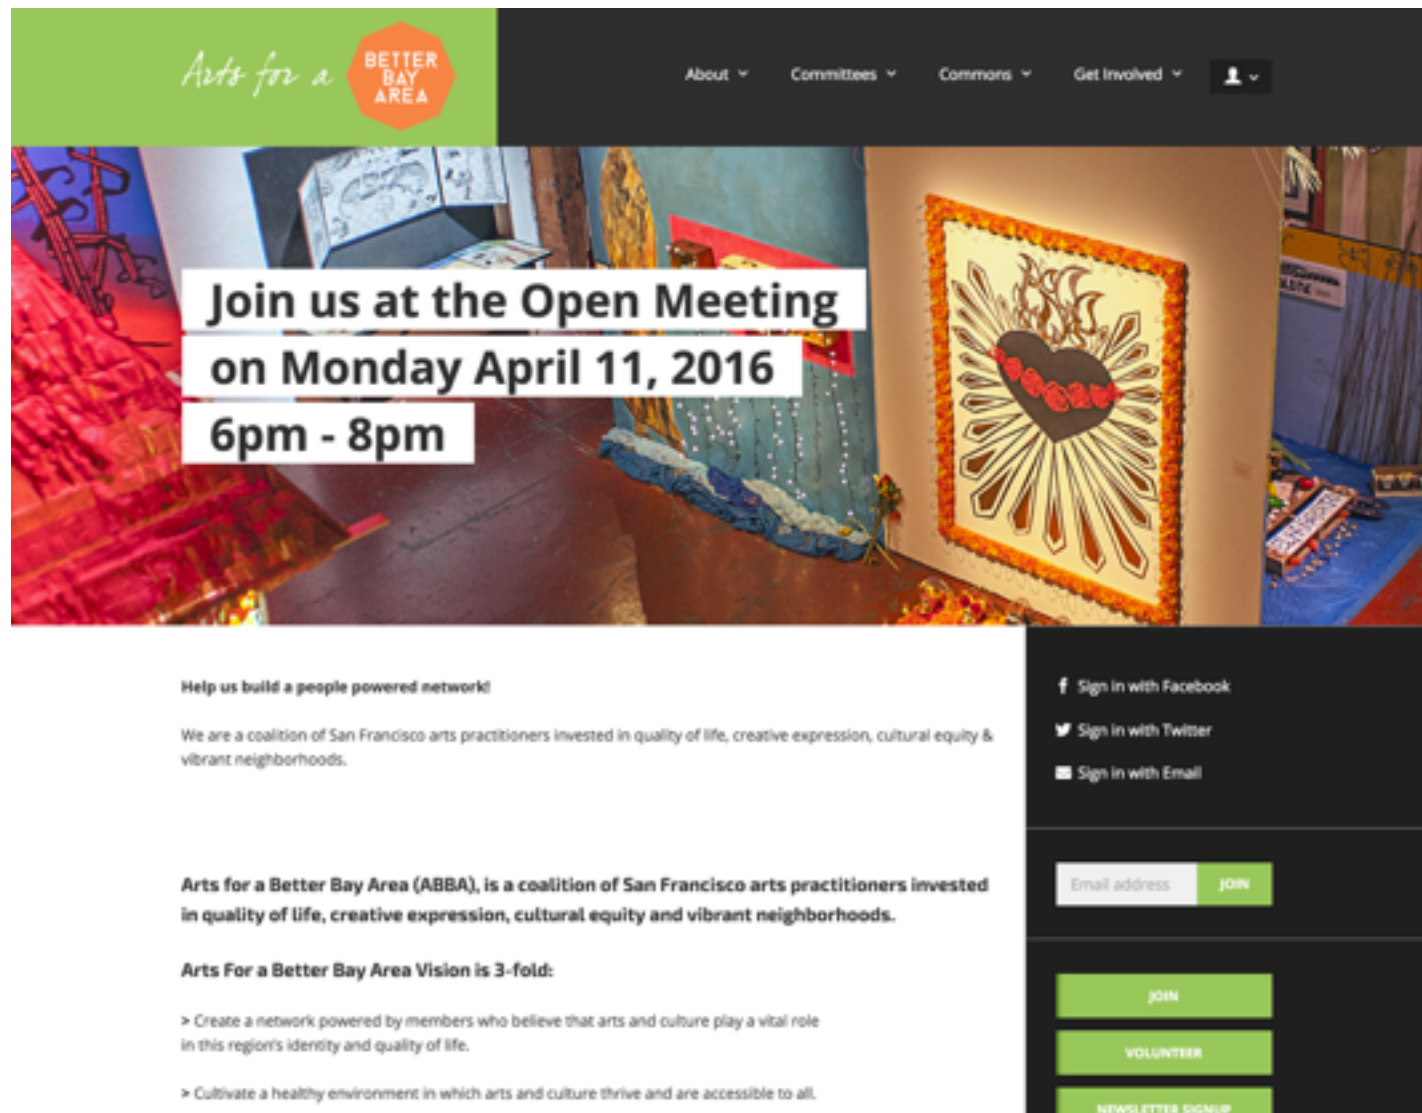 Arts for a
BETTER
BAY
AREA
About
Committees
Commons
Get Involved
Join us at the Open Meeting
on Monday April 11, 2016
6pm - 8pm
Help us build a people powered network!
We are a coalition of San Francisco arts practitioners invested in quality of life, creative expression, cultural equity &
vibrant neighborhoods.
Arts for a Better Bay Area (ABBA), is a coalition of San Francisco arts practitioners invested
in quality of life, creative expression, cultural equity and vibrant neighborhoods.
Arts For a Better Bay Area Vision is 3-fold:
> Create a network powered by members who believe that arts and culture play a vital role
in this region's identity and quality of life.
> Cultivate a healthy environment in which arts and culture thrive and are accessible to all.
Sign in with Facebook
Sign in with Twitter
Sign in with Email
Email address
JOIN
JOIN
VOLUNTEER
NEWSLETTER SIGNUP